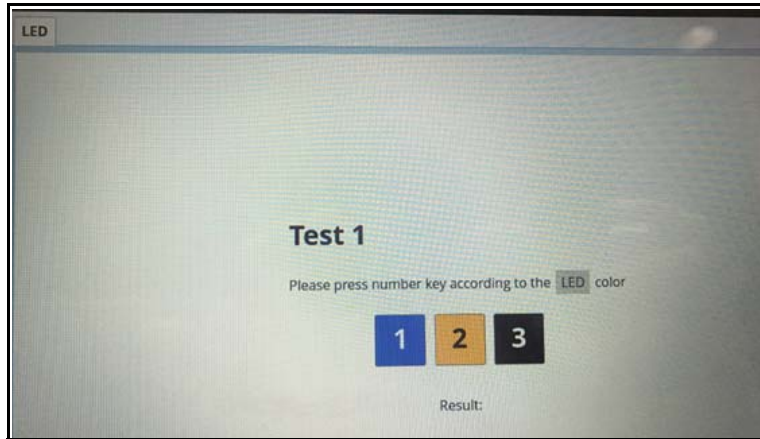 LED
Test 1
Please press number key according to the LED color
1 2 3
Result: